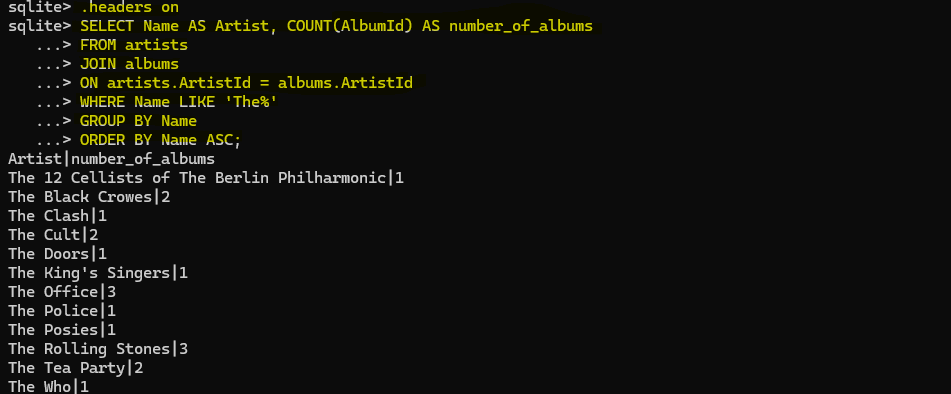 sqlite> .headers on
sqlite> SELECT Name AS Artist, COUNT(AlbumId) AS number_of_albums
   ...> FROM artists
   ...> JOIN albums
   ...> ON artists.ArtistId = albums.ArtistId
   ...> WHERE Name LIKE 'The%'
   ...> GROUP BY Name
   ...> ORDER BY Name ASC;
Artist|number_of_albums
The 12 Cellists of The Berlin Philharmonic|1
The Black Crowes|2
The Clash|1
The Cult|2
The Doors|1
The King's Singers|1
The Office|3
The Police|1
The Posies|1
The Rolling Stones|3
The Tea Party|2
The Who|1